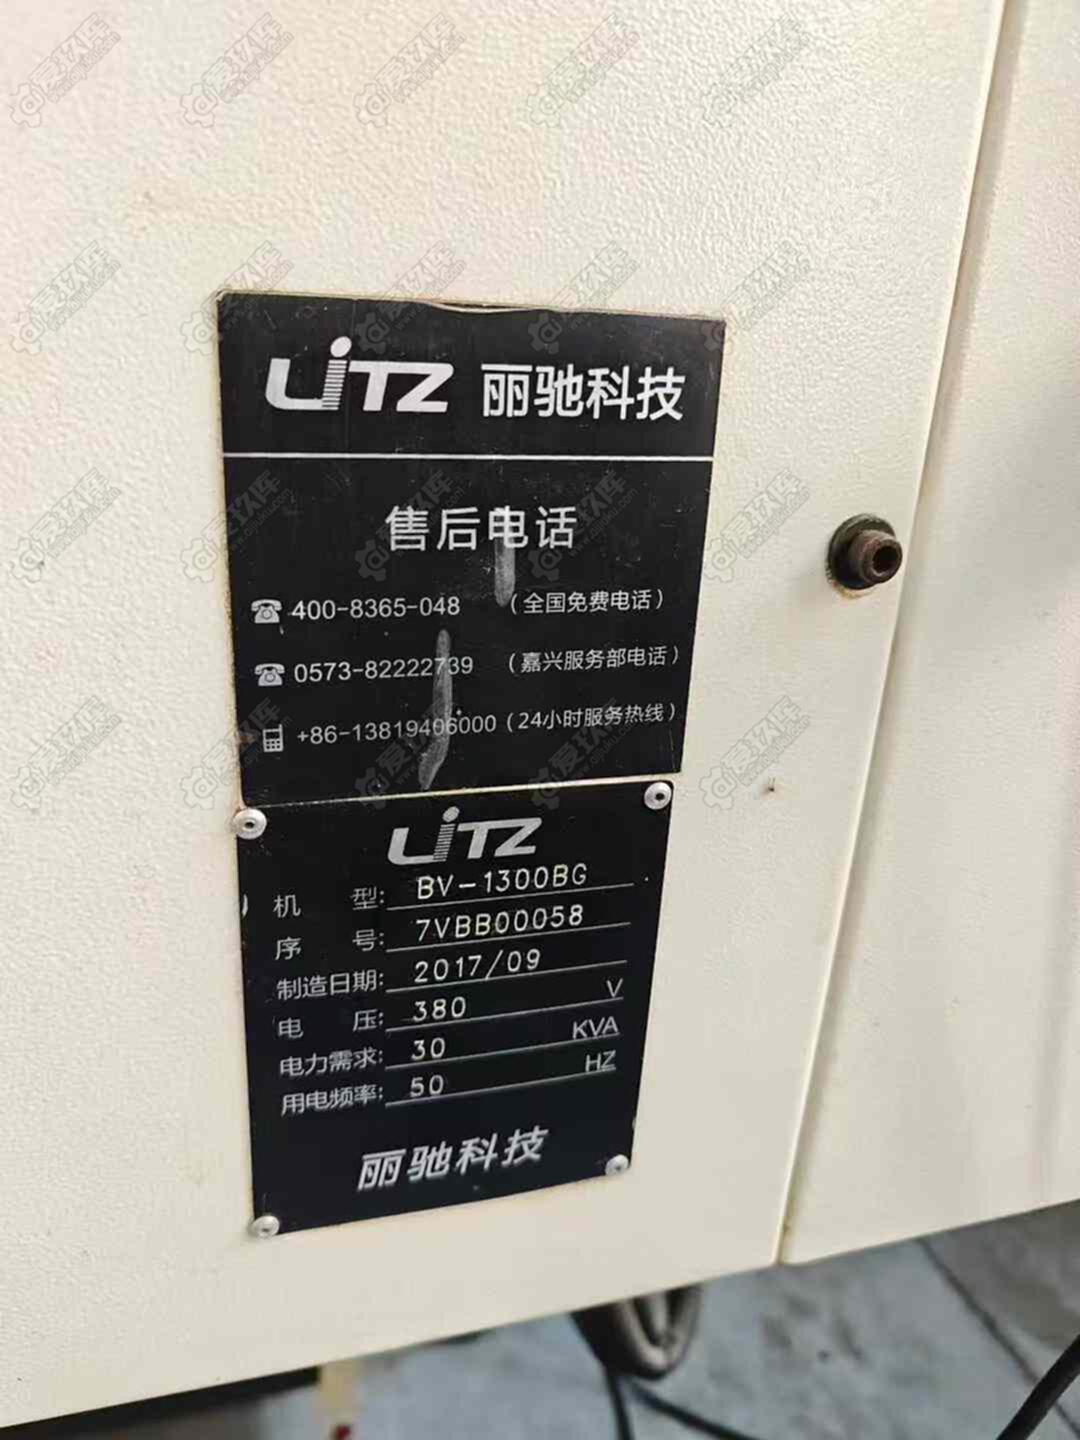 LiTZ 丽驰科技
售后电话
400-8365-048 (全国免费电话)
0573-82222739 (嘉兴服务部电话)
+86-13819406000 (24小时服务热线)
LiTZ
机 型: BV-1300BG
序 号: 7VBB00058
制造日期: 2017/09
电 压: 380 V
电力需求: 30 KVA
用电频率: 50 HZ
丽驰科技
爱玖库